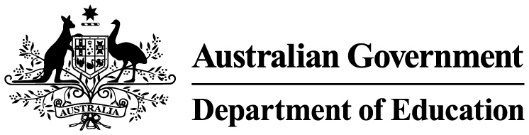 Australian Government
Department of Education
AUSTRALIA